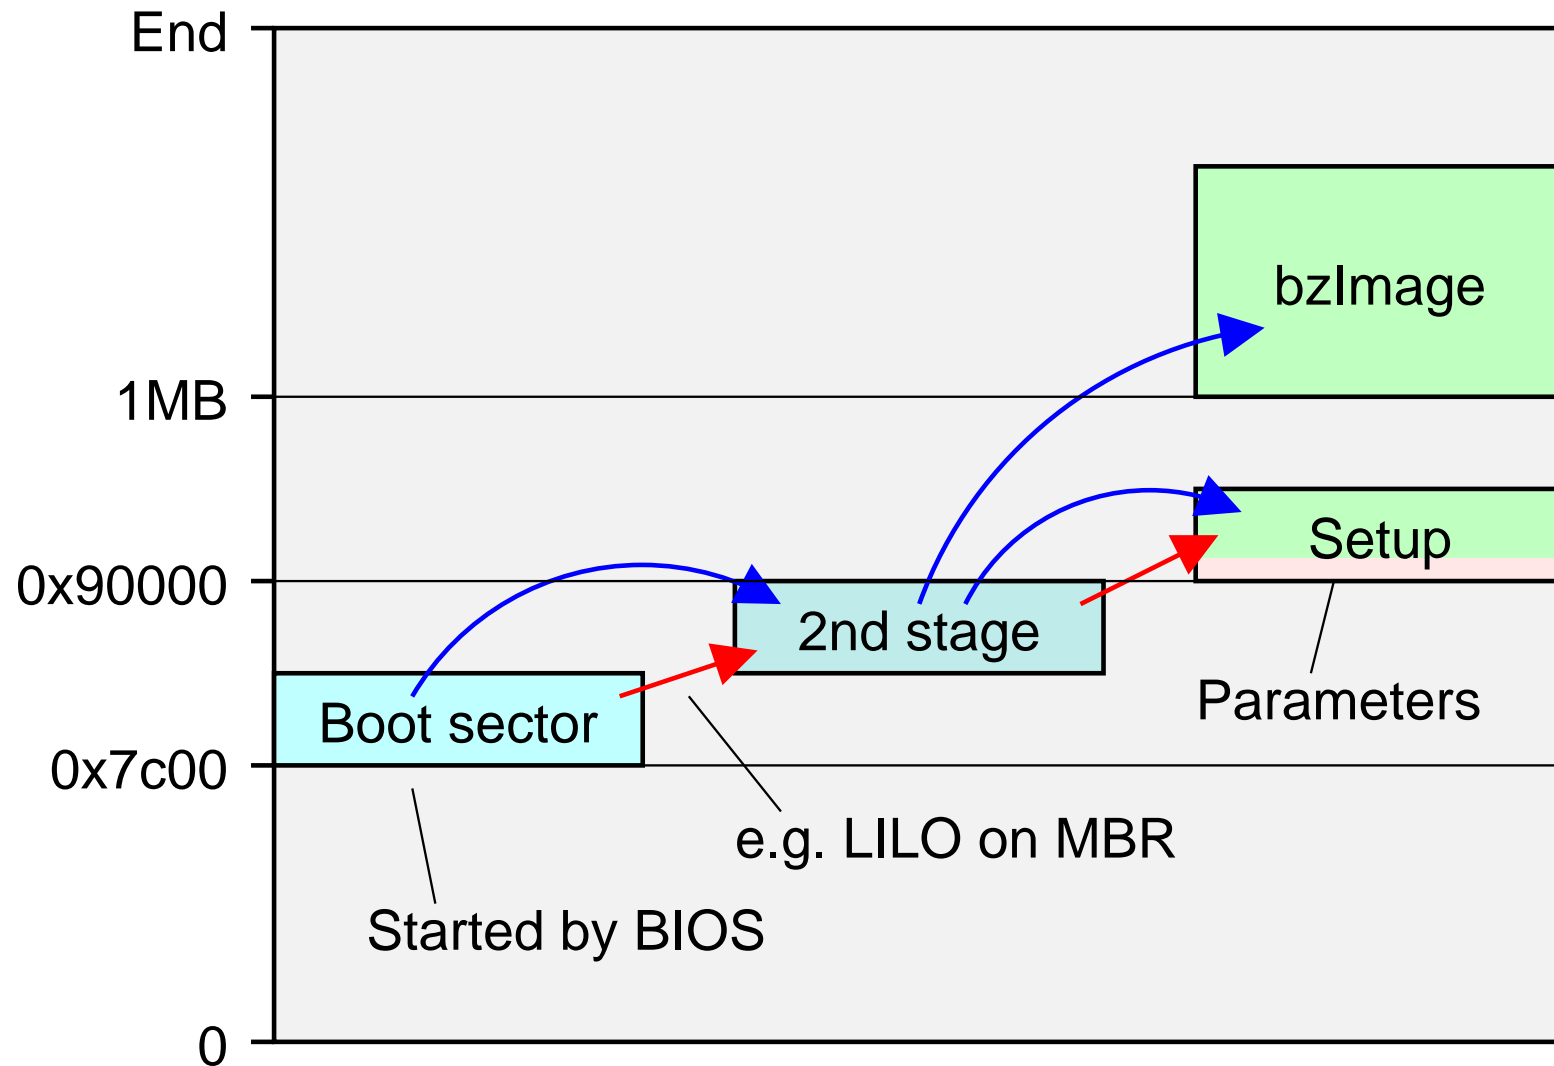 End
bzImage
1MB
Setup
0x90000
2nd stage
Parameters
Boot sector
0x7c00
e.g. LILO on MBR
Started by BIOS
0